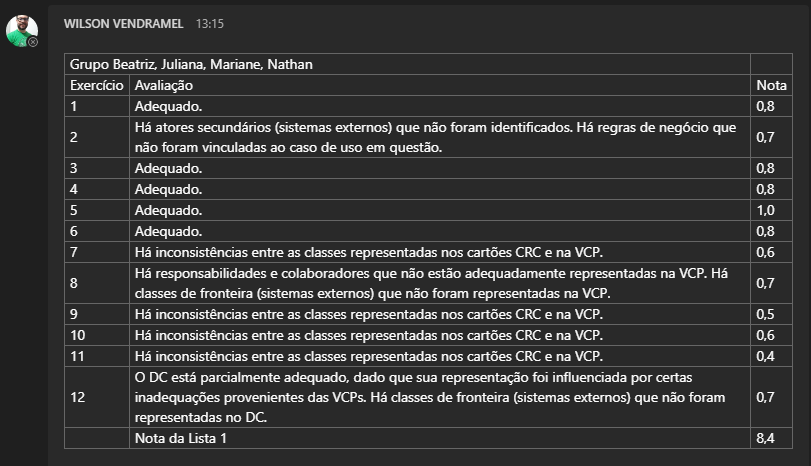 WILSON VENDRAMEL 13:15
Grupo Beatriz, Juliana, Mariane, Nathan
Exercício Avaliação Nota
1 Adequado. 0,8
2 Há atores secundários (sistemas externos) que não foram identificados. Há regras de negócio que
não foram vinculadas ao caso de uso em questão. 0,7
3 Adequado. 0,8
4 Adequado. 0,8
5 Adequado. 1,0
6 Adequado. 0,8
7 Há inconsistências entre as classes representadas nos cartões CRC e na VCP. 0,6
8 Há responsabilidades e colaboradores que não estão adequadamente representadas na VCP. Há
classes de fronteira (sistemas externos) que não foram representadas na VCP. 0,7
9 Há inconsistências entre as classes representadas nos cartões CRC e na VCP. 0,5
10 Há inconsistências entre as classes representadas nos cartões CRC e na VCP. 0,6
11 Há inconsistências entre as classes representadas nos cartões CRC e na VCP. 0,4
O DC está parcialmente adequado, dado que sua representação foi influenciada por certas
12 inadequações provenientes das VCPs. Há classes de fronteira (sistemas externos) que não foram 0,7
representadas no DC.
Nota da Lista 1 8,4